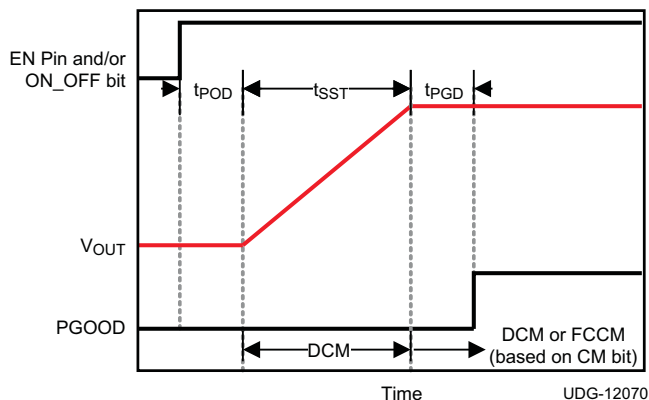 EN Pin and/or
ON_OFF bit
tPOD
tSST
tPGD
VOUT
PGOOD
DCM
DCM or FCCM
(based on CM bit)
Time
UDG-12070